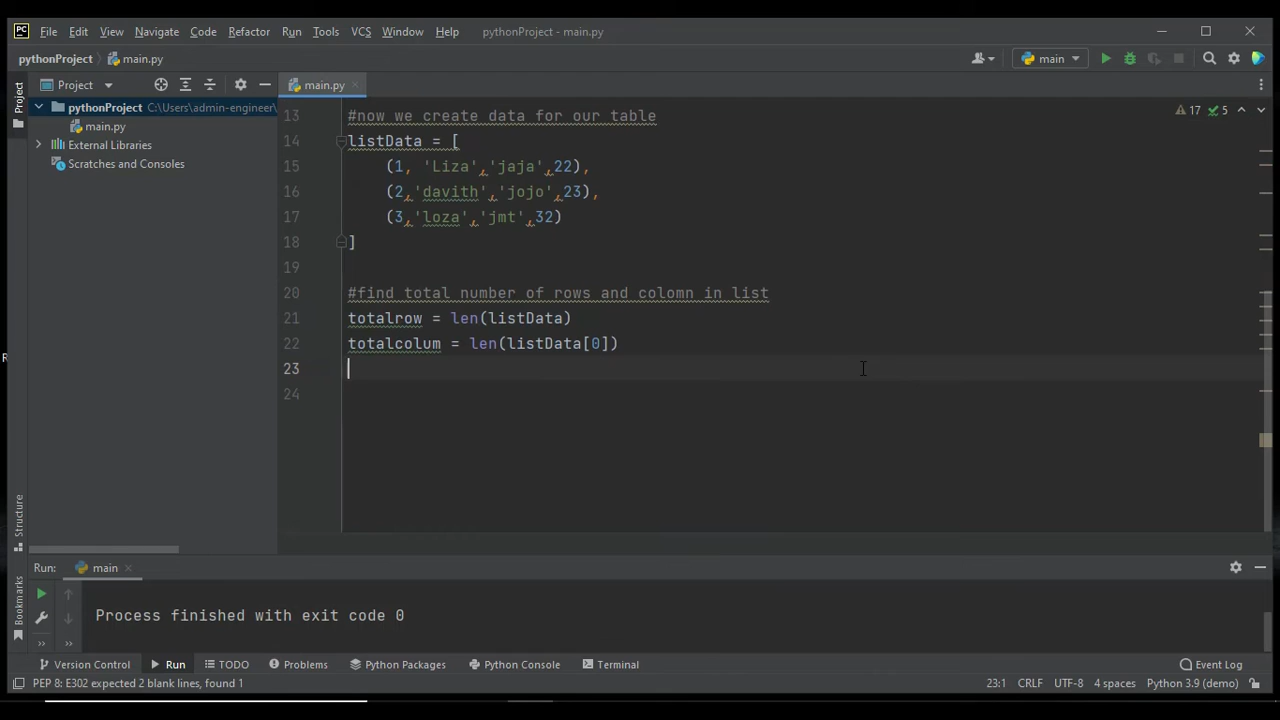 PC File Edit View Navigate Code Refactor Run Tools VCS Window Help pythonProject - main.py
pythonProject main.py main
Project main.py
Project
pythonProject C:\Users\admin-engineer\
main.py
External Libraries
Scratches and Consoles
17 5
13 #now we create data for our table
14 listData = [
15 (1, 'Liza','jaja',22),
16 (2,'davith','jojo',23),
17 (3,'loza','jmt',32)
18 ]
19
20 #find total number of rows and colomn in list
21 totalrow = len(listData)
22 totalcolum = len(listData[0])
23
24
Structure
Bookmarks
Run: main
Process finished with exit code 0
Version Control Run TODO Problems Python Packages Python Console Terminal Event Log
PEP 8: E302 expected 2 blank lines, found 1 23:1 CRLF UTF-8 4 spaces Python 3.9 (demo)